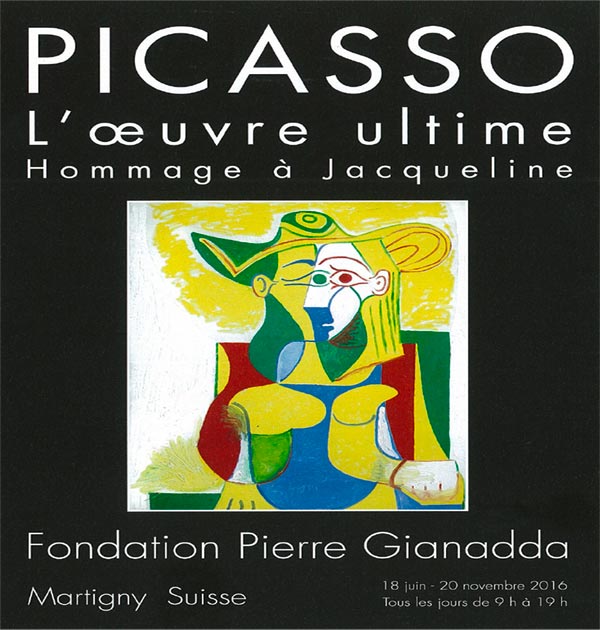 PICASSO
L'œuvre ultime
Hommage à Jacqueline
Fondation Pierre Gianadda
Martigny Suisse
18 juin - 20 novembre 2016
Tous les jours de 9 h à 19 h